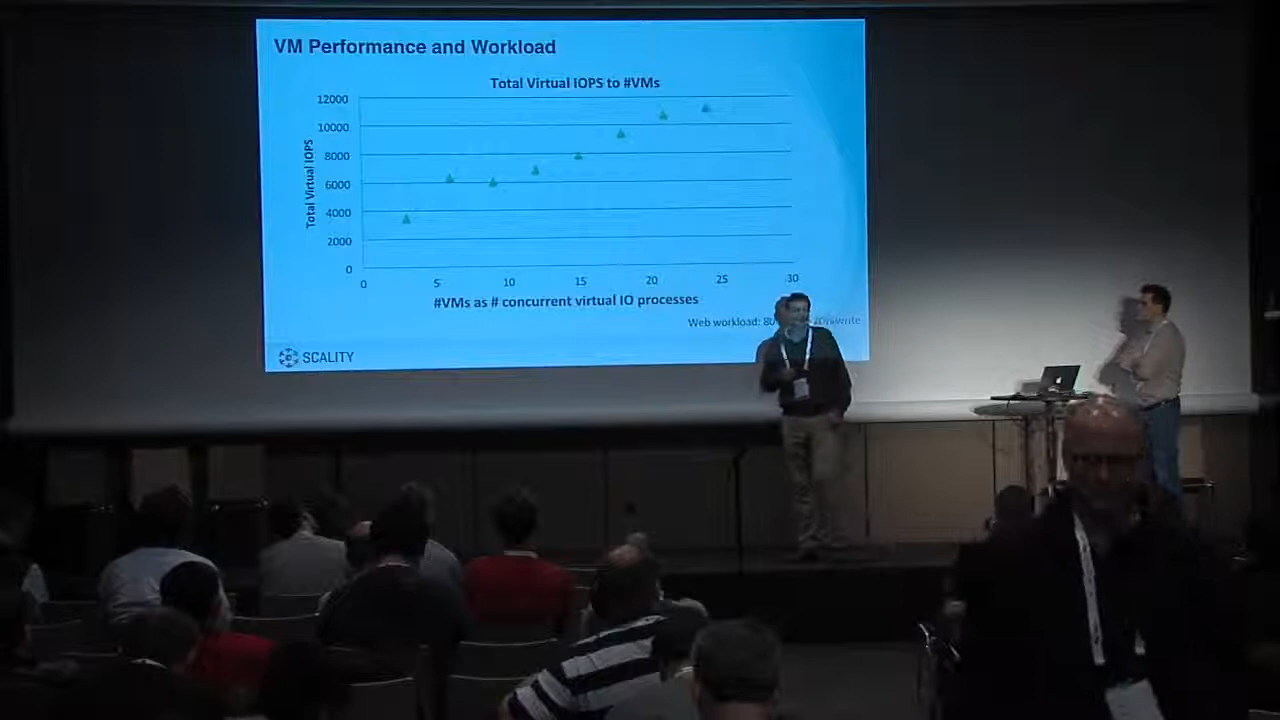 VM Performance and Workload
Total Virtual IOPS to #VMs
12000
10000
8000
6000
4000
2000
0
Total Virtual IOPS
0 5 10 15 20 25 30
#VMs as # concurrent virtual IO processes
Web workload:
SCALITY